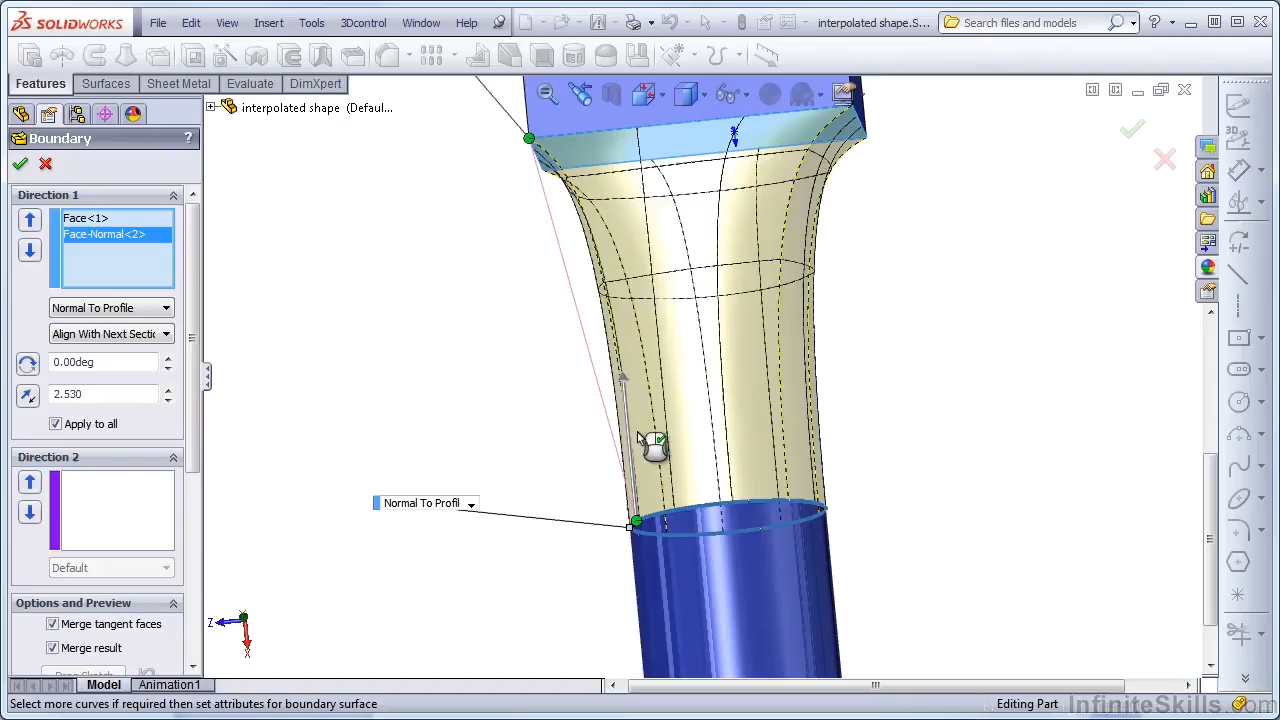 SOLIDWORKS File Edit View Insert Tools 3Dcontrol Window Help interpolated shape.S... Search files and models ?
Features Surfaces Sheet Metal Evaluate DimXpert
interpolated shape (Defaul...
Boundary ?
Direction 1
Face<1>
Face-Normal<2>
Normal To Profile
Align With Next Sectic
0.00deg
2.530
Apply to all
Direction 2
Normal To Profil
Default
Options and Preview
Merge tangent faces
Merge result
Z
Y
X
Model Animation1
Select more curves if required then set attributes for boundary surface Editing Part
InfiniteSkills.com
3D